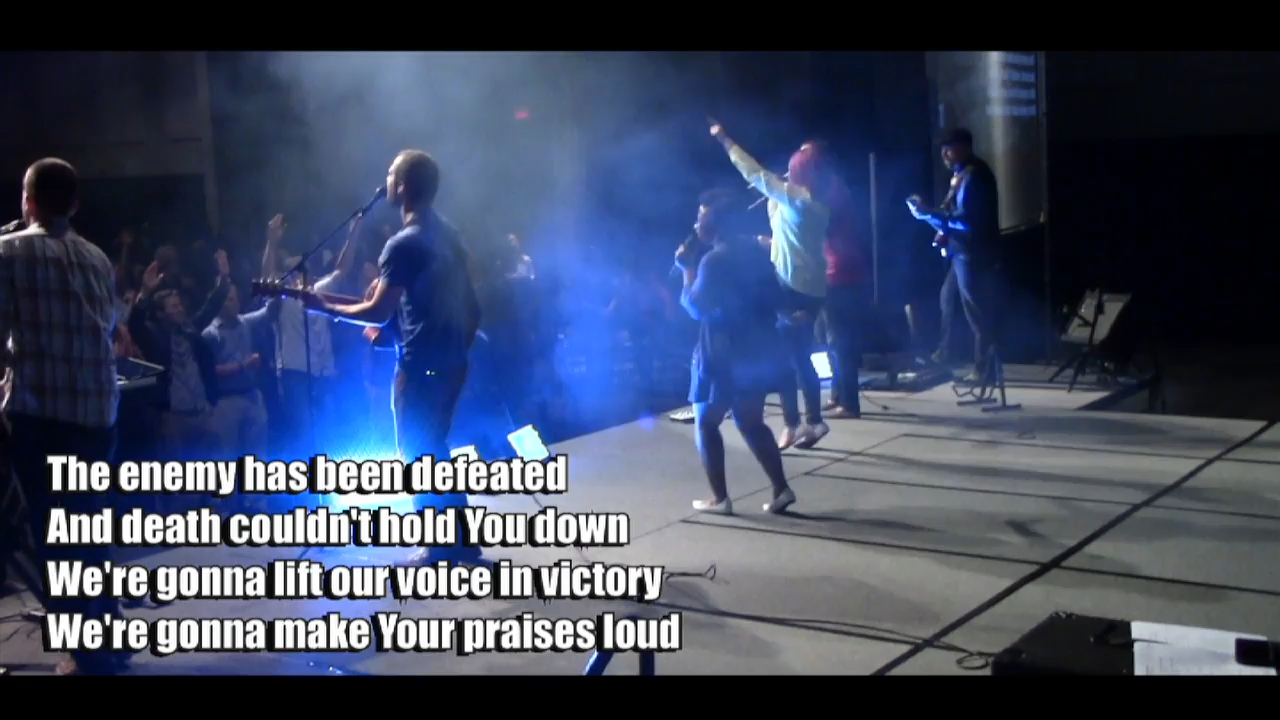 The enemy has been defeated
And death couldn't hold You down
We're gonna lift our voice in victory
We're gonna make Your praises loud